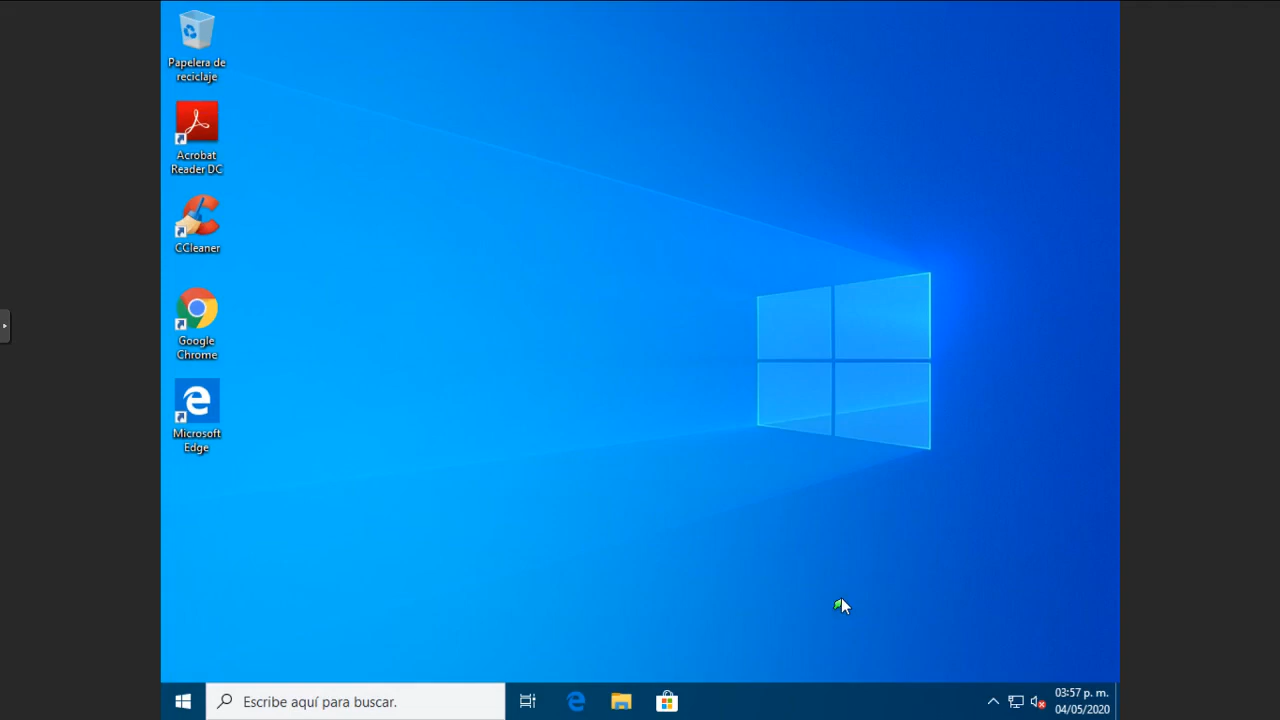 Papelera de
reciclaje
Acrobat
Reader DC
CCleaner
Google
Chrome
Microsoft
Edge
Escribe aquí para buscar.
03:57 p. m.
04/05/2020